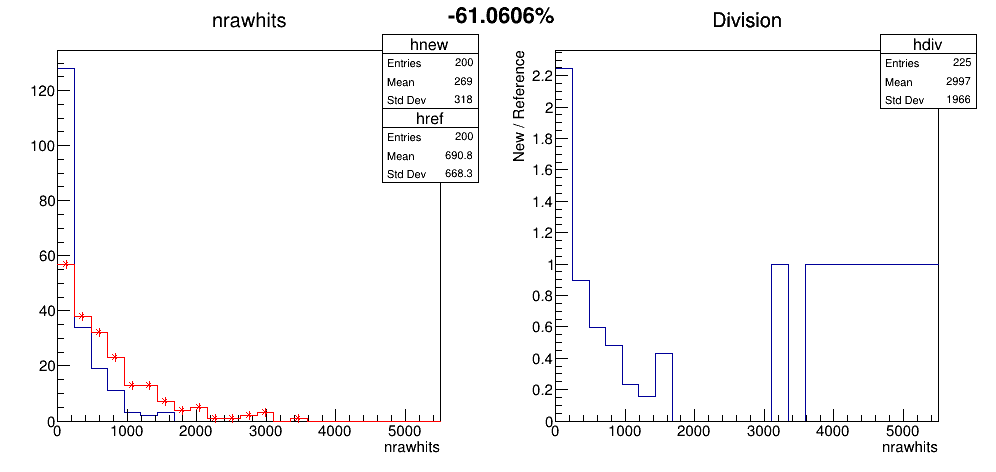 -61.0606%
nrawhits
hnew
Entries 200
Mean 269
Std Dev 318
href
Entries 200
Mean 690.8
Std Dev 668.3
120
100
80
60
40
20
0
0 1000 2000 3000 4000 5000
nrawhits
Division
hdiv
Entries 225
Mean 2997
Std Dev 1966
New / Reference
2.2
2
1.8
1.6
1.4
1.2
1
0.8
0.6
0.4
0.2
0
0 1000 2000 3000 4000 5000
nrawhits